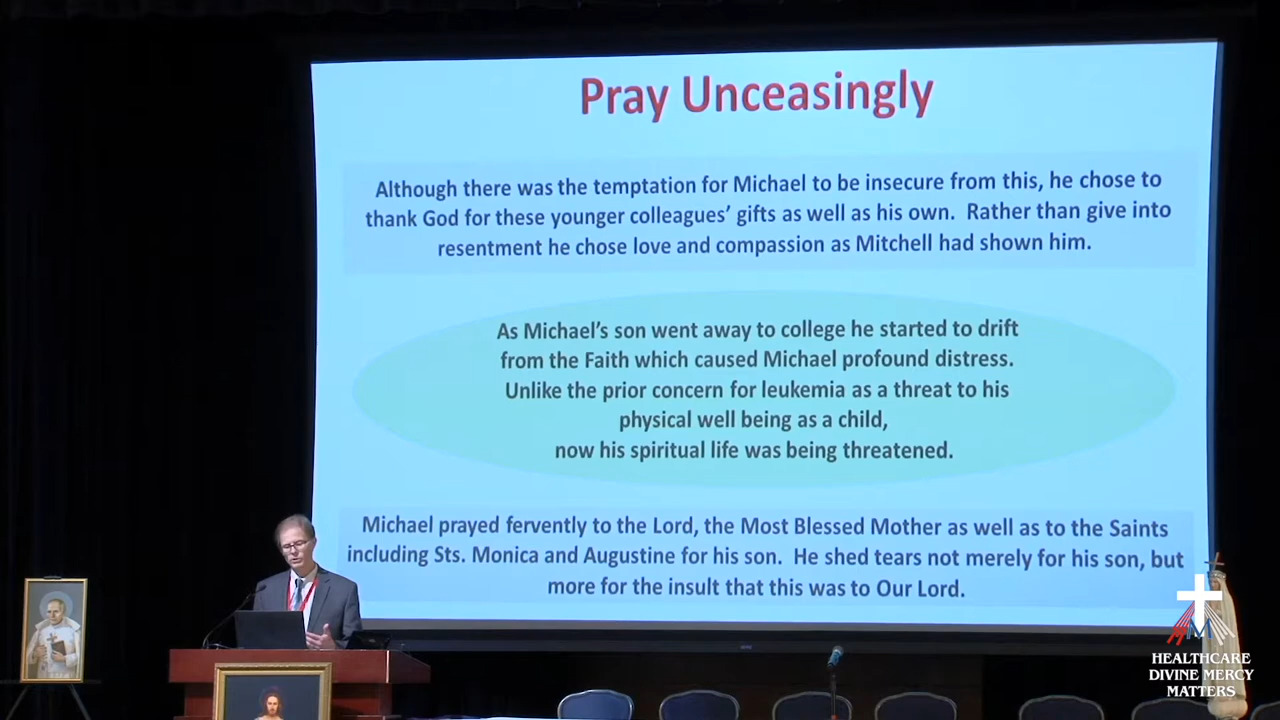 Pray Unceasingly
Although there was the temptation for Michael to be insecure from this, he chose to
thank God for these younger colleagues’ gifts as well as his own.  Rather than give into
resentment he chose love and compassion as Mitchell had shown him.
As Michael’s son went away to college he started to drift
from the Faith which caused Michael profound distress.
Unlike the prior concern for leukemia as a threat to his
physical well being as a child,
now his spiritual life was being threatened.
Michael prayed fervently to the Lord, the Most Blessed Mother as well as to the Saints
including Sts. Monica and Augustine for his son.  He shed tears not merely for his son, but
more for the insult that this was to Our Lord.
HEALTHCARE
DIVINE MERCY
MATTERS